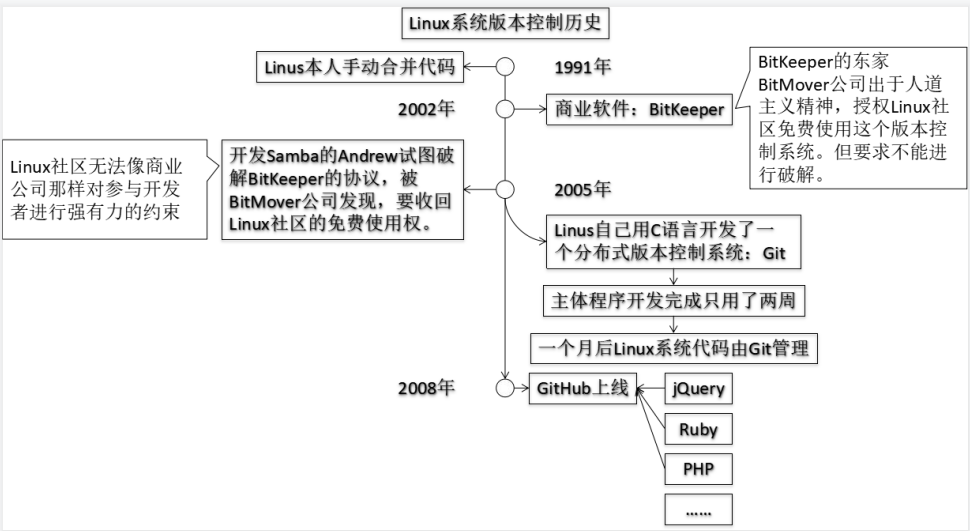 Linux系统版本控制历史
Linus本人手动合并代码
1991年
2002年
商业软件：BitKeeper
BitKeeper的东家
BitMover公司出于人道
主义精神，授权Linux社
区免费使用这个版本控
制系统。但要求不能进
行破解。
Linux社区无法像商业
公司那样对参与开发
者进行强有力的约束
开发Samba的Andrew试图破
解BitKeeper的协议，被
BitMover公司发现，要收回
Linux社区的免费使用权。
2005年
Linus自己用C语言开发了一
个分布式版本控制系统：Git
主体程序开发完成只用了两周
一个月后Linux系统代码由Git管理
2008年
GitHub上线
jQuery
Ruby
PHP
……